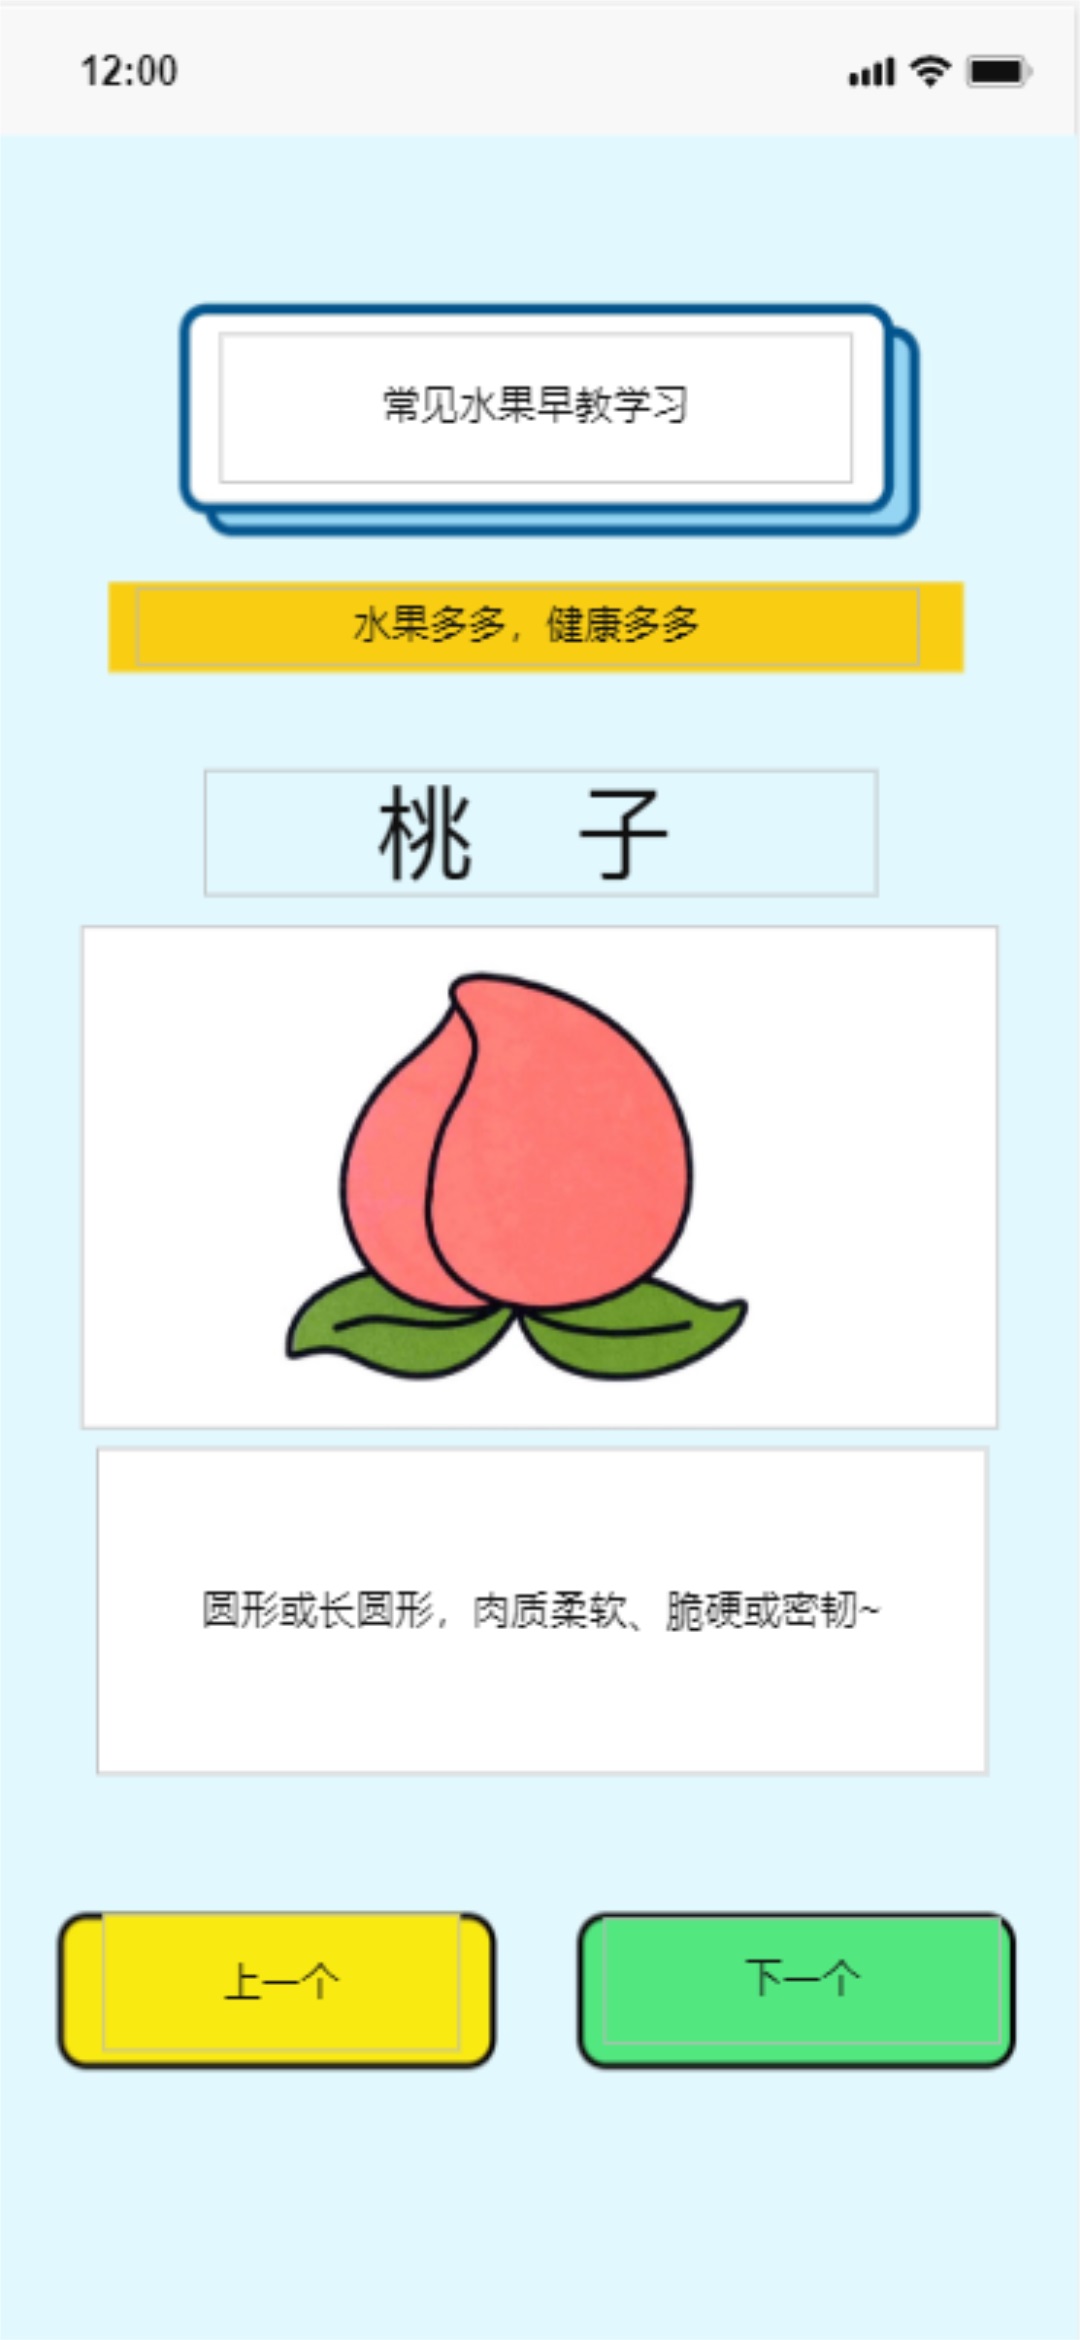 12:00
常见水果早教学习
水果多多，健康多多
桃 子
圆形或长圆形，肉质柔软、脆硬或密韧~
上一个
下一个